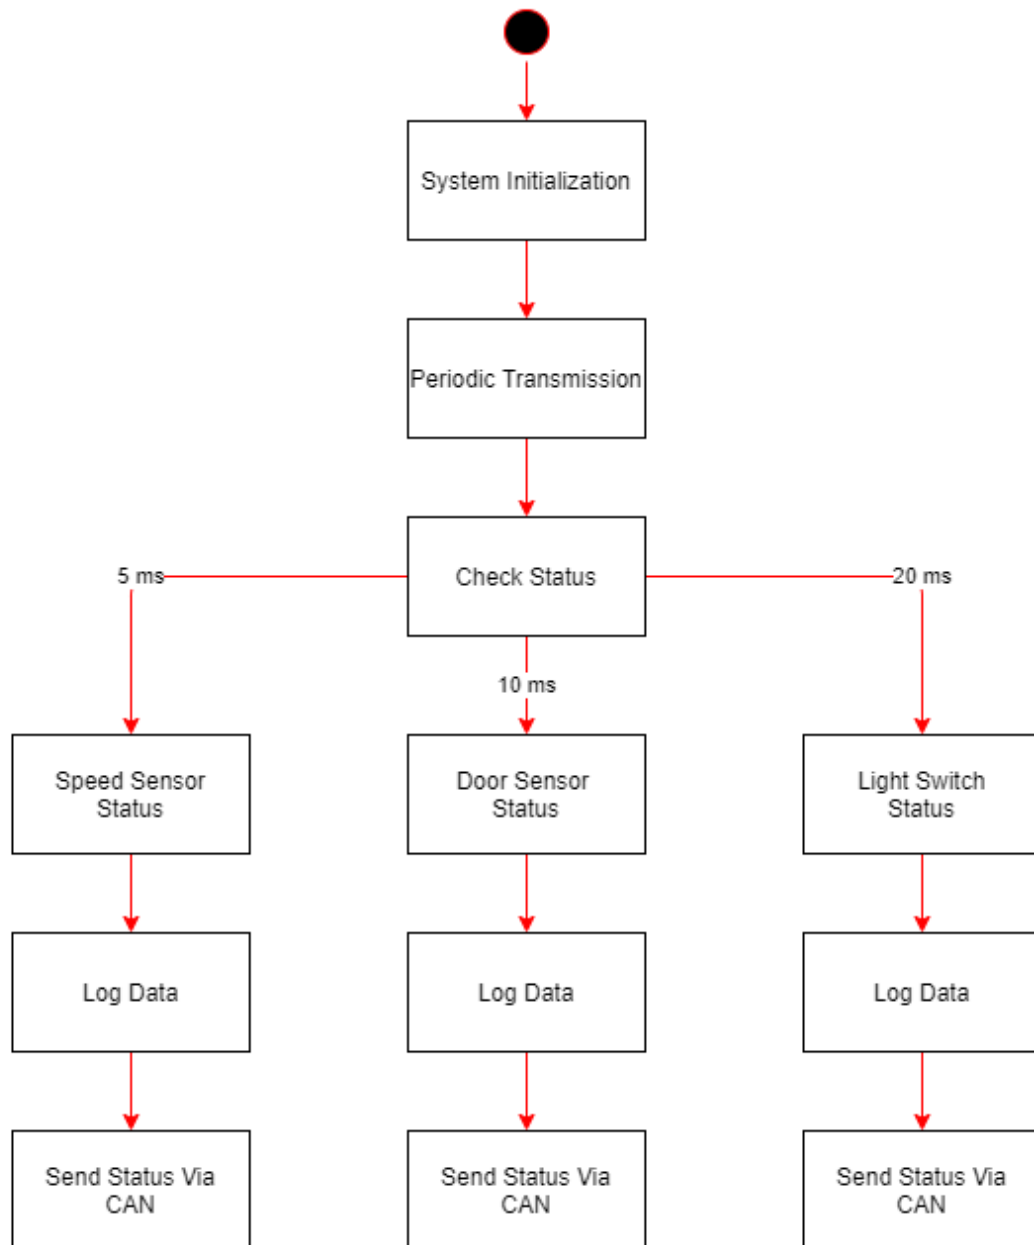 System Initialization
Periodic Transmission
Check Status
5 ms
20 ms
10 ms
Speed Sensor
Status
Door Sensor
Status
Light Switch
Status
Log Data
Log Data
Log Data
Send Status Via
CAN
Send Status Via
CAN
Send Status Via
CAN